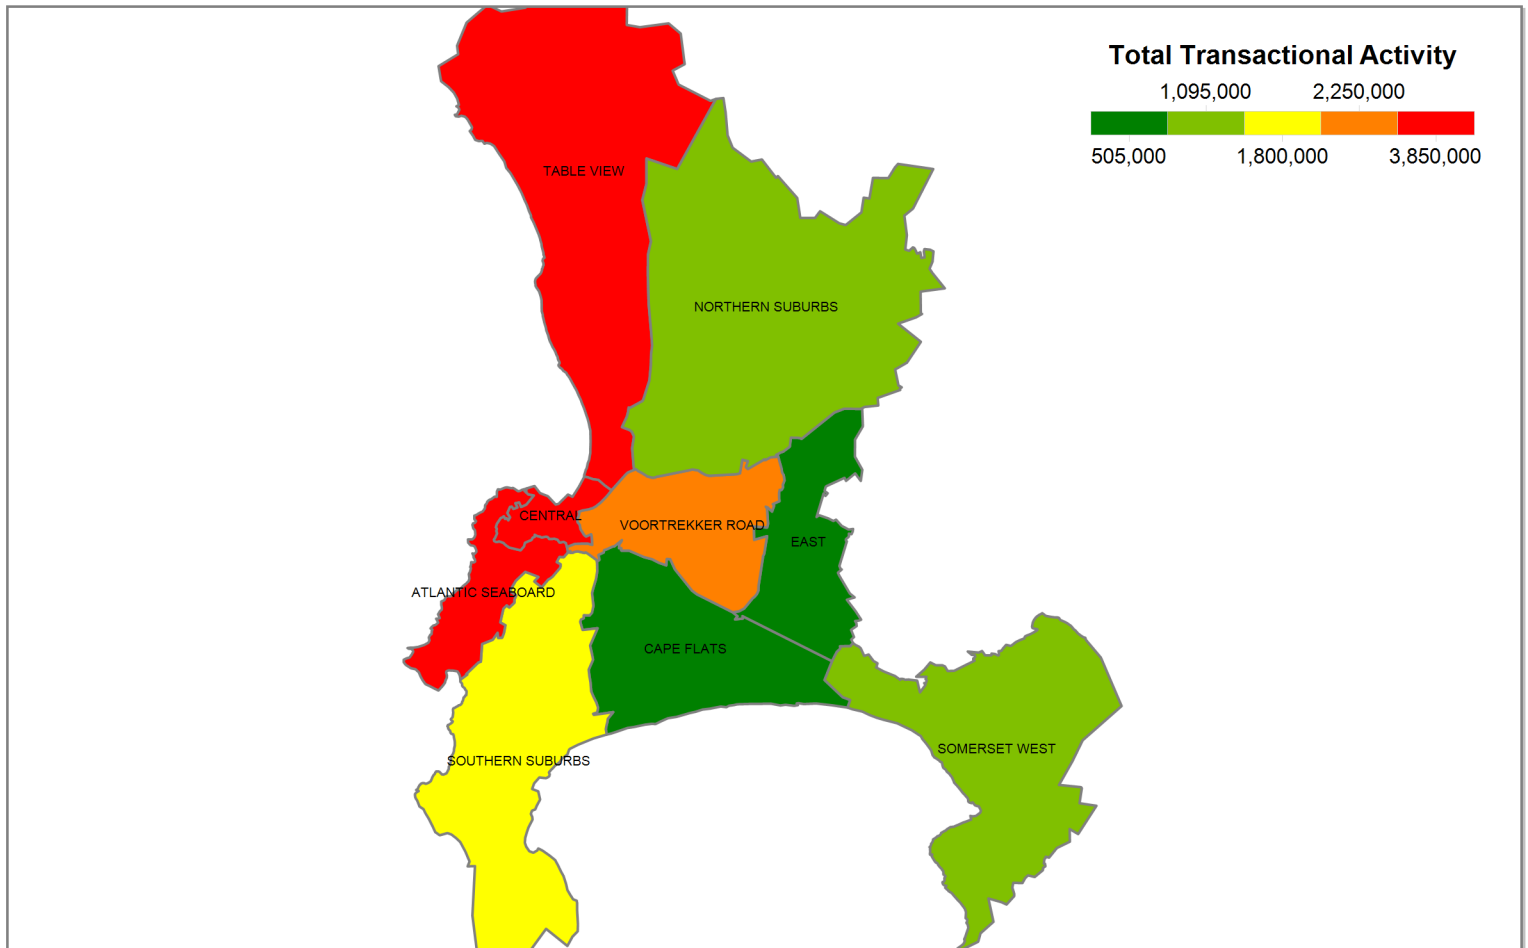 Total Transactional Activity
1,095,000 2,250,000
505,000 1,800,000 3,850,000
TABLE VIEW
NORTHERN SUBURBS
CENTRAL
VOORTREKKER ROAD
EAST
ATLANTIC SEABOARD
CAPE FLATS
SOMERSET WEST
SOUTHERN SUBURBS